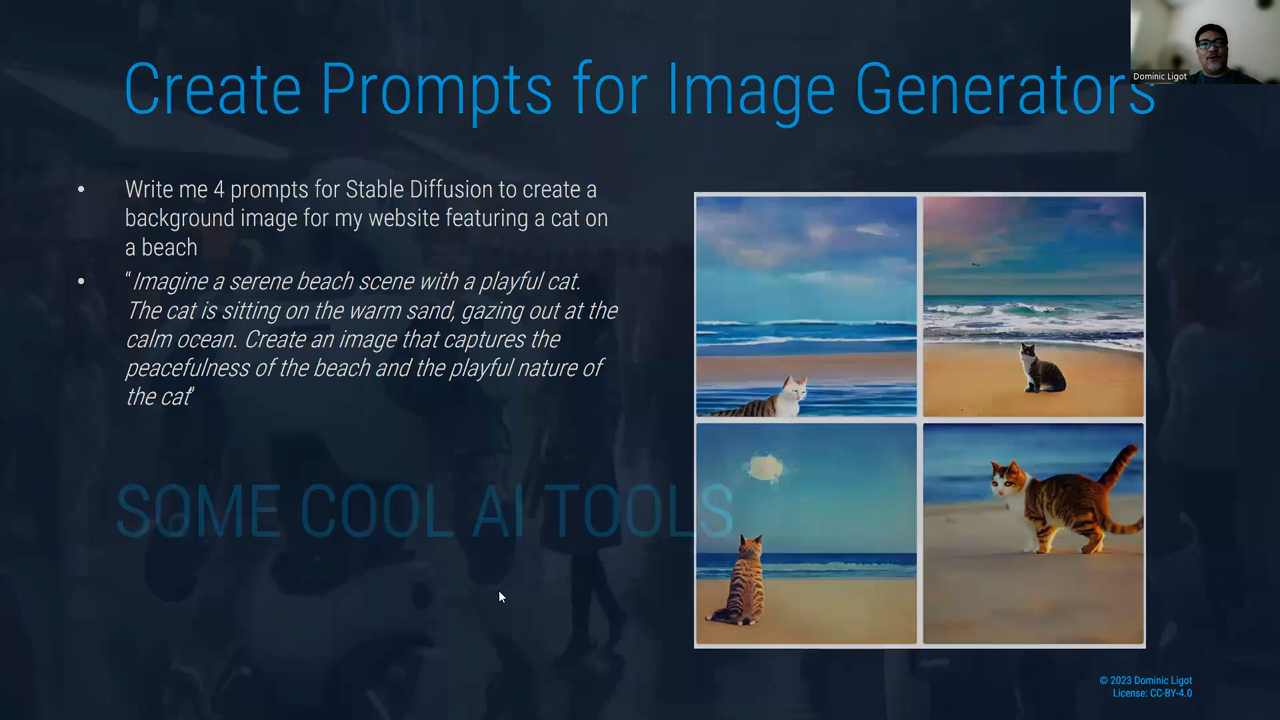 Create Prompts for Image Generators
Dominic Ligot
• Write me 4 prompts for Stable Diffusion to create a
background image for my website featuring a cat on
a beach
• "Imagine a serene beach scene with a playful cat.
The cat is sitting on the warm sand, gazing out at the
calm ocean. Create an image that captures the
peacefulness of the beach and the playful nature of
the cat"
SOME COOL AI TOOLS
© 2023 Dominic Ligot
License: CC-BY-4.0